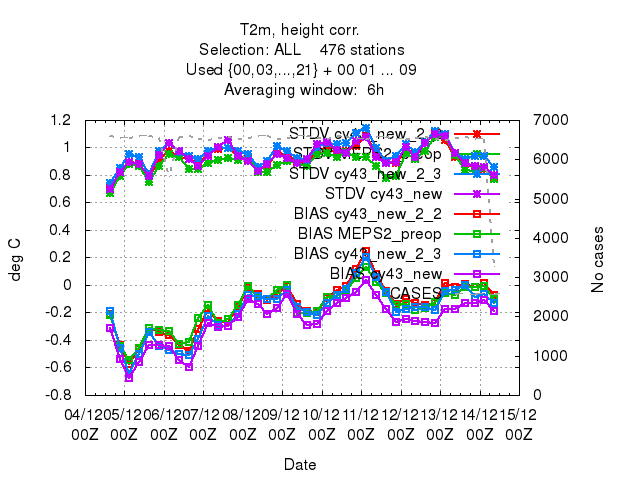 T2m, height corr.
Selection: ALL 476 stations
Used {00,03,...,21} + 00 01 ... 09
Averaging window: 6h
1.2
1
0.8
0.6
0.4
0.2
0
-0.2
-0.4
-0.6
-0.8
deg C
7000
6000
5000
4000
3000
2000
1000
0
No cases
STDV cy43_new_2_2
STDV MEPS2_preop
STDV cy43_new_2_3
STDV cy43_new
BIAS cy43_new_2_2
BIAS MEPS2_preop
BIAS cy43_new_2_3
BIAS cy43_new
CASES
04/12 05/12 06/12 07/12 08/12 09/12 10/12 11/12 12/12 13/12 14/12 15/12
00Z 00Z 00Z 00Z 00Z 00Z 00Z 00Z 00Z 00Z 00Z 00Z
Date